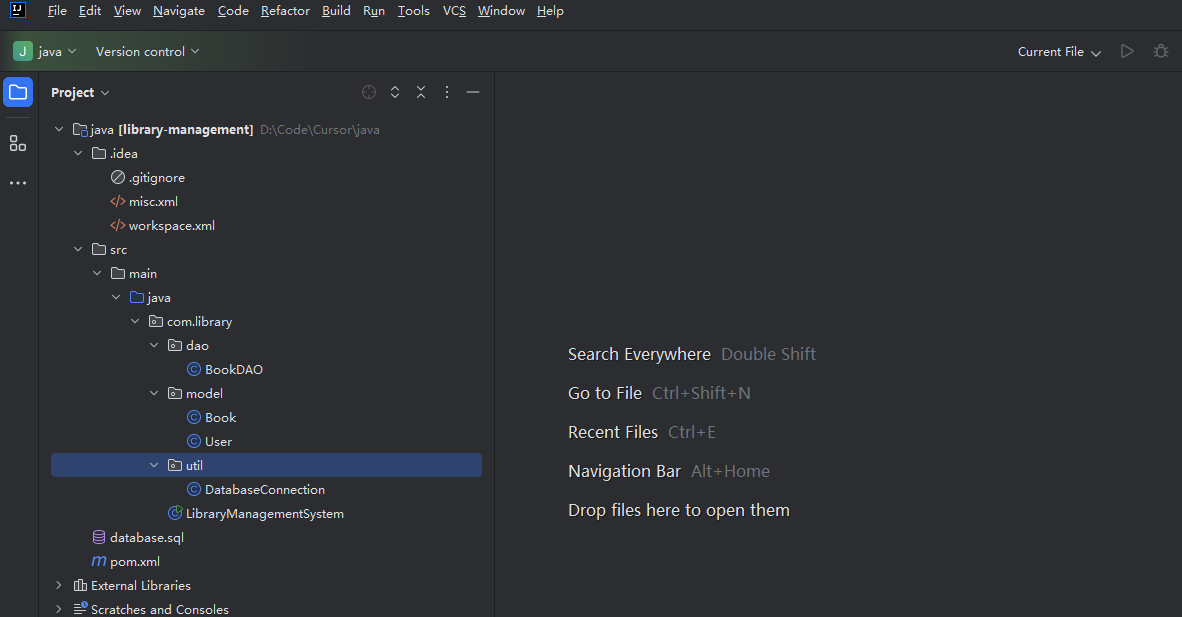 IJ File Edit View Navigate Code Refactor Build Run Tools VCS Window Help
J java Version control Current File
Project
java [library-management] D:\Code\Cursor\java
.idea
.gitignore
</> misc.xml
</> workspace.xml
src
main
java
com.library
dao
C BookDAO
model
C Book
C User
util
C DatabaseConnection
C LibraryManagementSystem
database.sql
m pom.xml
External Libraries
Scratches and Consoles
Search Everywhere Double Shift
Go to File Ctrl+Shift+N
Recent Files Ctrl+E
Navigation Bar Alt+Home
Drop files here to open them